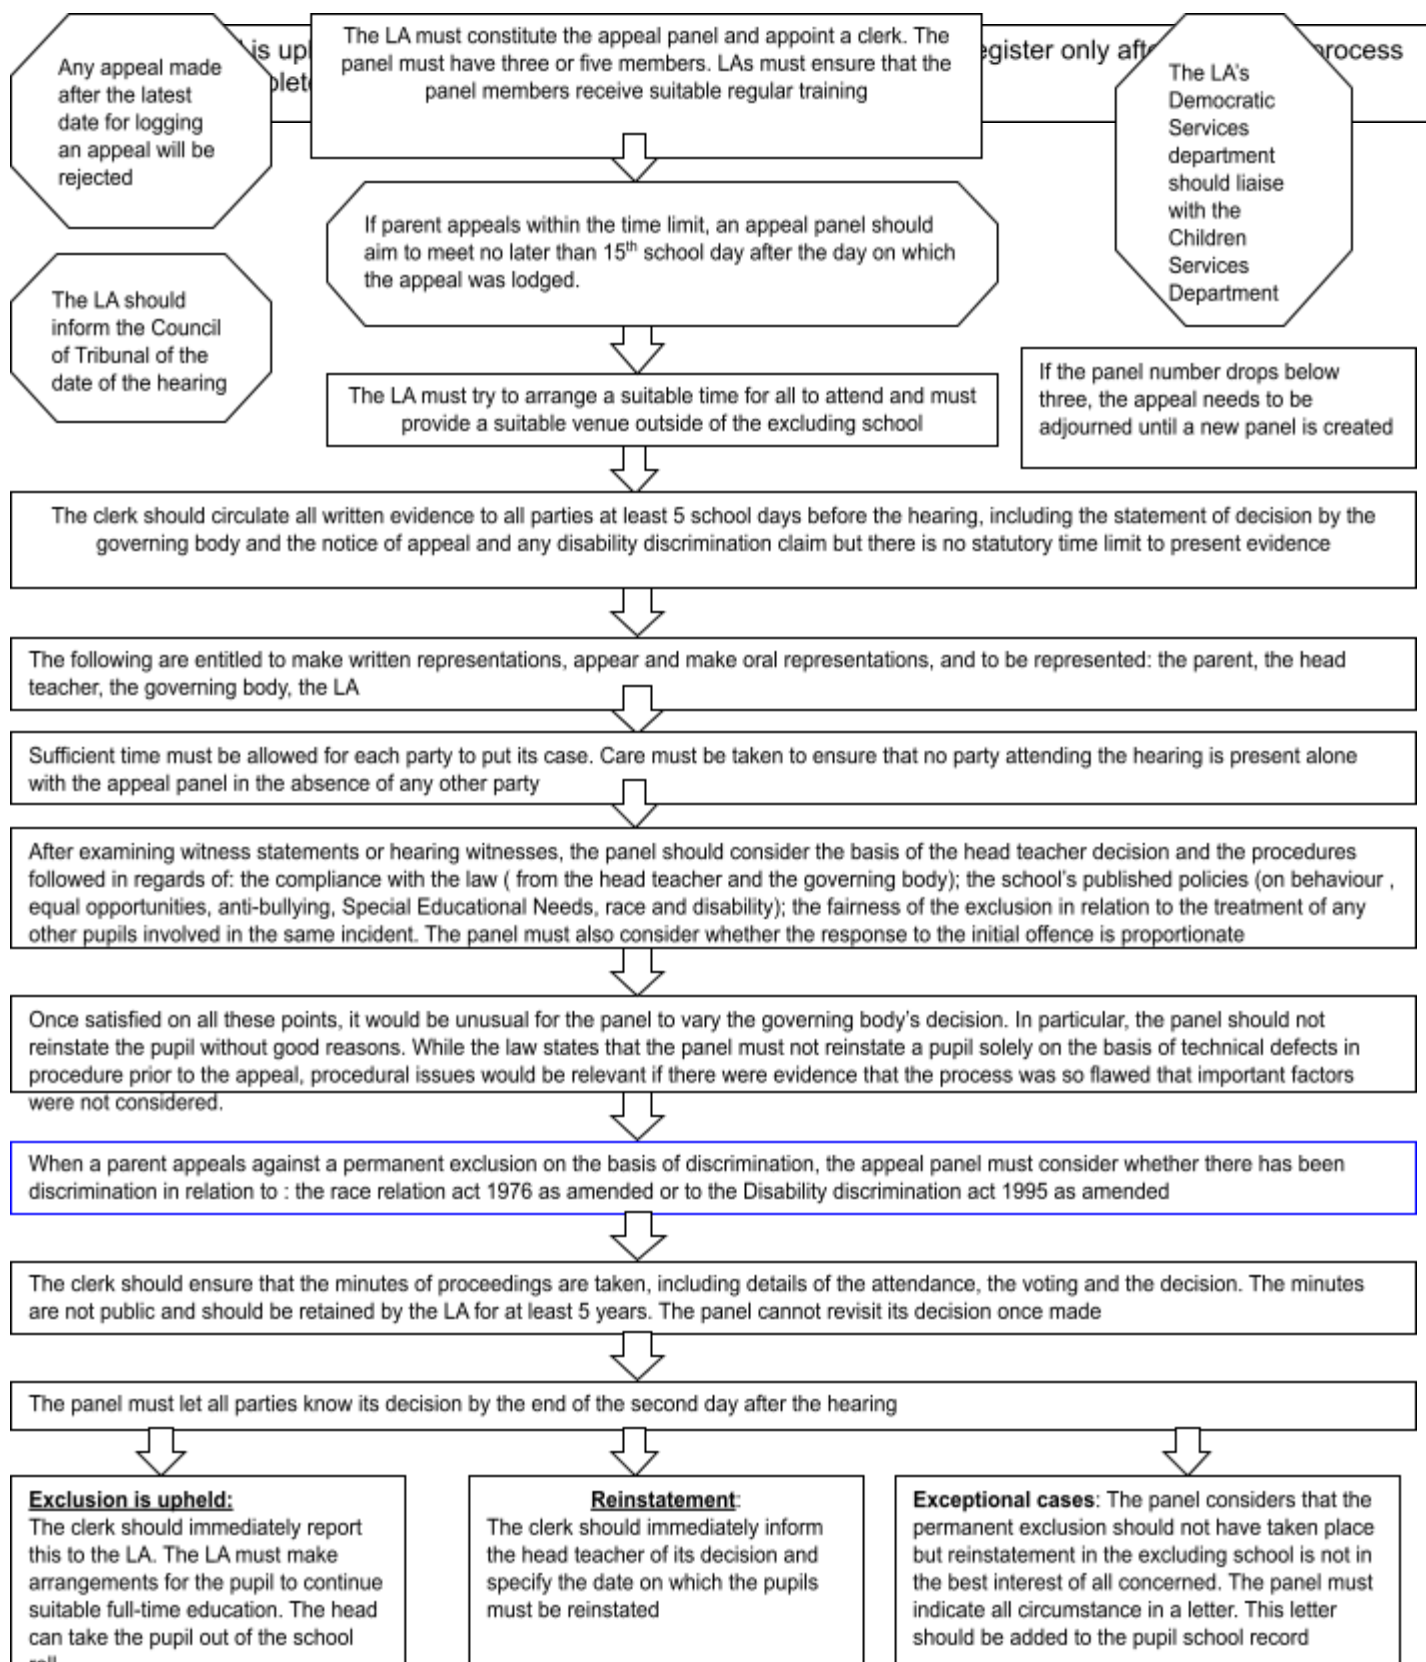 is upl
egister only afte
rocess
plete
Any appeal made
after the latest
date for logging
an appeal will be
rejected
The LA must constitute the appeal panel and appoint a clerk. The
panel must have three or five members. LAs must ensure that the
panel members receive suitable regular training
The LA's
Democratic
Services
department
should liaise
with the
Children
Services
Department
If parent appeals within the time limit, an appeal panel should
aim to meet no later than 15th school day after the day on which
the appeal was lodged.
The LA should
inform the Council
of Tribunal of the
date of the hearing
The LA must try to arrange a suitable time for all to attend and must
provide a suitable venue outside of the excluding school
If the panel number drops below
three, the appeal needs to be
adjourned until a new panel is created
The clerk should circulate all written evidence to all parties at least 5 school days before the hearing, including the statement of decision by the
governing body and the notice of appeal and any disability discrimination claim but there is no statutory time limit to present evidence
The following are entitled to make written representations, appear and make oral representations, and to be represented: the parent, the head
teacher, the governing body, the LA
Sufficient time must be allowed for each party to put its case. Care must be taken to ensure that no party attending the hearing is present alone
with the appeal panel in the absence of any other party
After examining witness statements or hearing witnesses, the panel should consider the basis of the head teacher decision and the procedures
followed in regards of: the compliance with the law ( from the head teacher and the governing body); the school's published policies (on behaviour ,
equal opportunities, anti-bullying, Special Educational Needs, race and disability); the fairness of the exclusion in relation to the treatment of any
other pupils involved in the same incident. The panel must also consider whether the response to the initial offence is proportionate
Once satisfied on all these points, it would be unusual for the panel to vary the governing body's decision. In particular, the panel should not
reinstate the pupil without good reasons. While the law states that the panel must not reinstate a pupil solely on the basis of technical defects in
procedure prior to the appeal, procedural issues would be relevant if there were evidence that the process was so flawed that important factors
were not considered.
When a parent appeals against a permanent exclusion on the basis of discrimination, the appeal panel must consider whether there has been
discrimination in relation to : the race relation act 1976 as amended or to the Disability discrimination act 1995 as amended
The clerk should ensure that the minutes of proceedings are taken, including details of the attendance, the voting and the decision. The minutes
are not public and should be retained by the LA for at least 5 years. The panel cannot revisit its decision once made
The panel must let all parties know its decision by the end of the second day after the hearing
Exclusion is upheld:
The clerk should immediately report
this to the LA. The LA must make
arrangements for the pupil to continue
suitable full-time education. The head
can take the pupil out of the school
Reinstatement:
The clerk should immediately inform
the head teacher of its decision and
specify the date on which the pupils
must be reinstated
Exceptional cases: The panel considers that the
permanent exclusion should not have taken place
but reinstatement in the excluding school is not in
the best interest of all concerned. The panel must
indicate all circumstance in a letter. This letter
should be added to the pupil school record